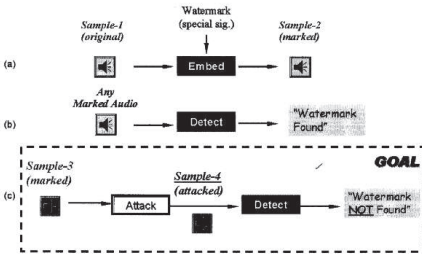 Watermark
(special sig.)
Sample-1
(original)
Sample-2
(marked)
(a)
Embed
Any
Marked Audio
(b)
Detect
"Watermark
Found"
GOAL
Sample-3
(marked)
Sample-4
(attacked)
(c)
Attack
Detect
"Watermark
NOT Found"